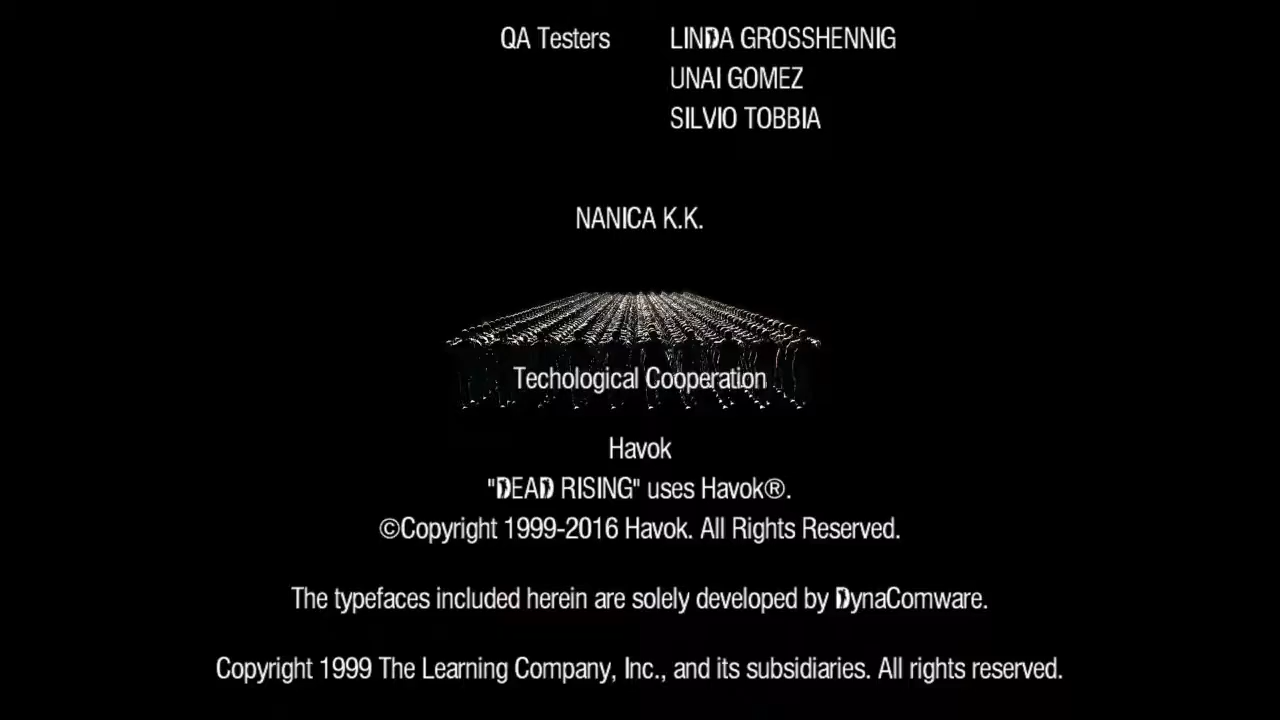 QA Testers LINDA GROSSHENNIG
UNAI GOMEZ
SILVIO TOBBIA
NANICA K.K.
Techological Cooperation
Havok
"DEAD RISING" uses Havok®.
©Copyright 1999-2016 Havok. All Rights Reserved.
The typefaces included herein are solely developed by DynaComware.
Copyright 1999 The Learning Company, Inc., and its subsidiaries. All rights reserved.